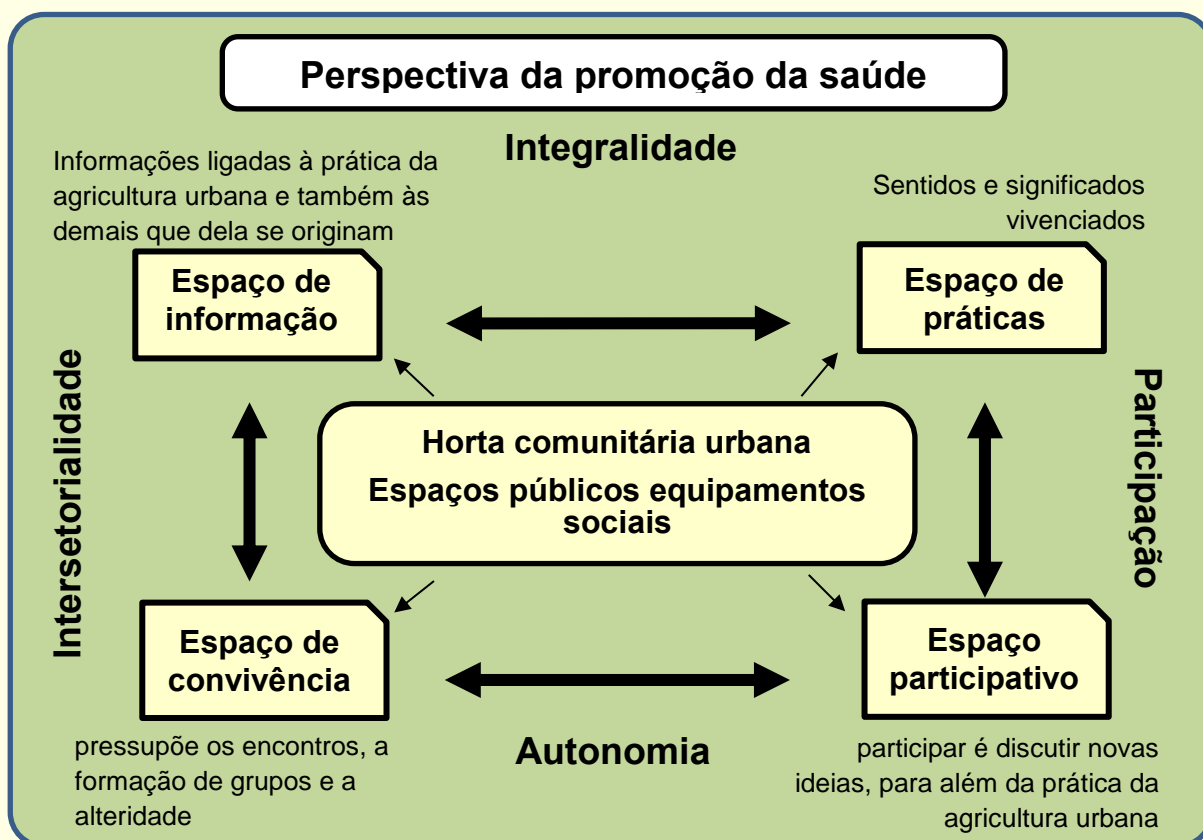 Perspectiva da promoção da saúde
Integralidade
Informações ligadas à prática da
agricultura urbana e também às
demais que dela se originam
Sentidos e significados
vivenciados
Espaço de
informação
Espaço de
práticas
Intersetorialidade
Horta comunitária urbana
Espaços públicos equipamentos
sociais
Participação
Espaço de
convivência
Espaço
participativo
Autonomia
pressupõe os encontros, a
formação de grupos e a
alteridade
participar é discutir novas
ideias, para além da prática da
agricultura urbana